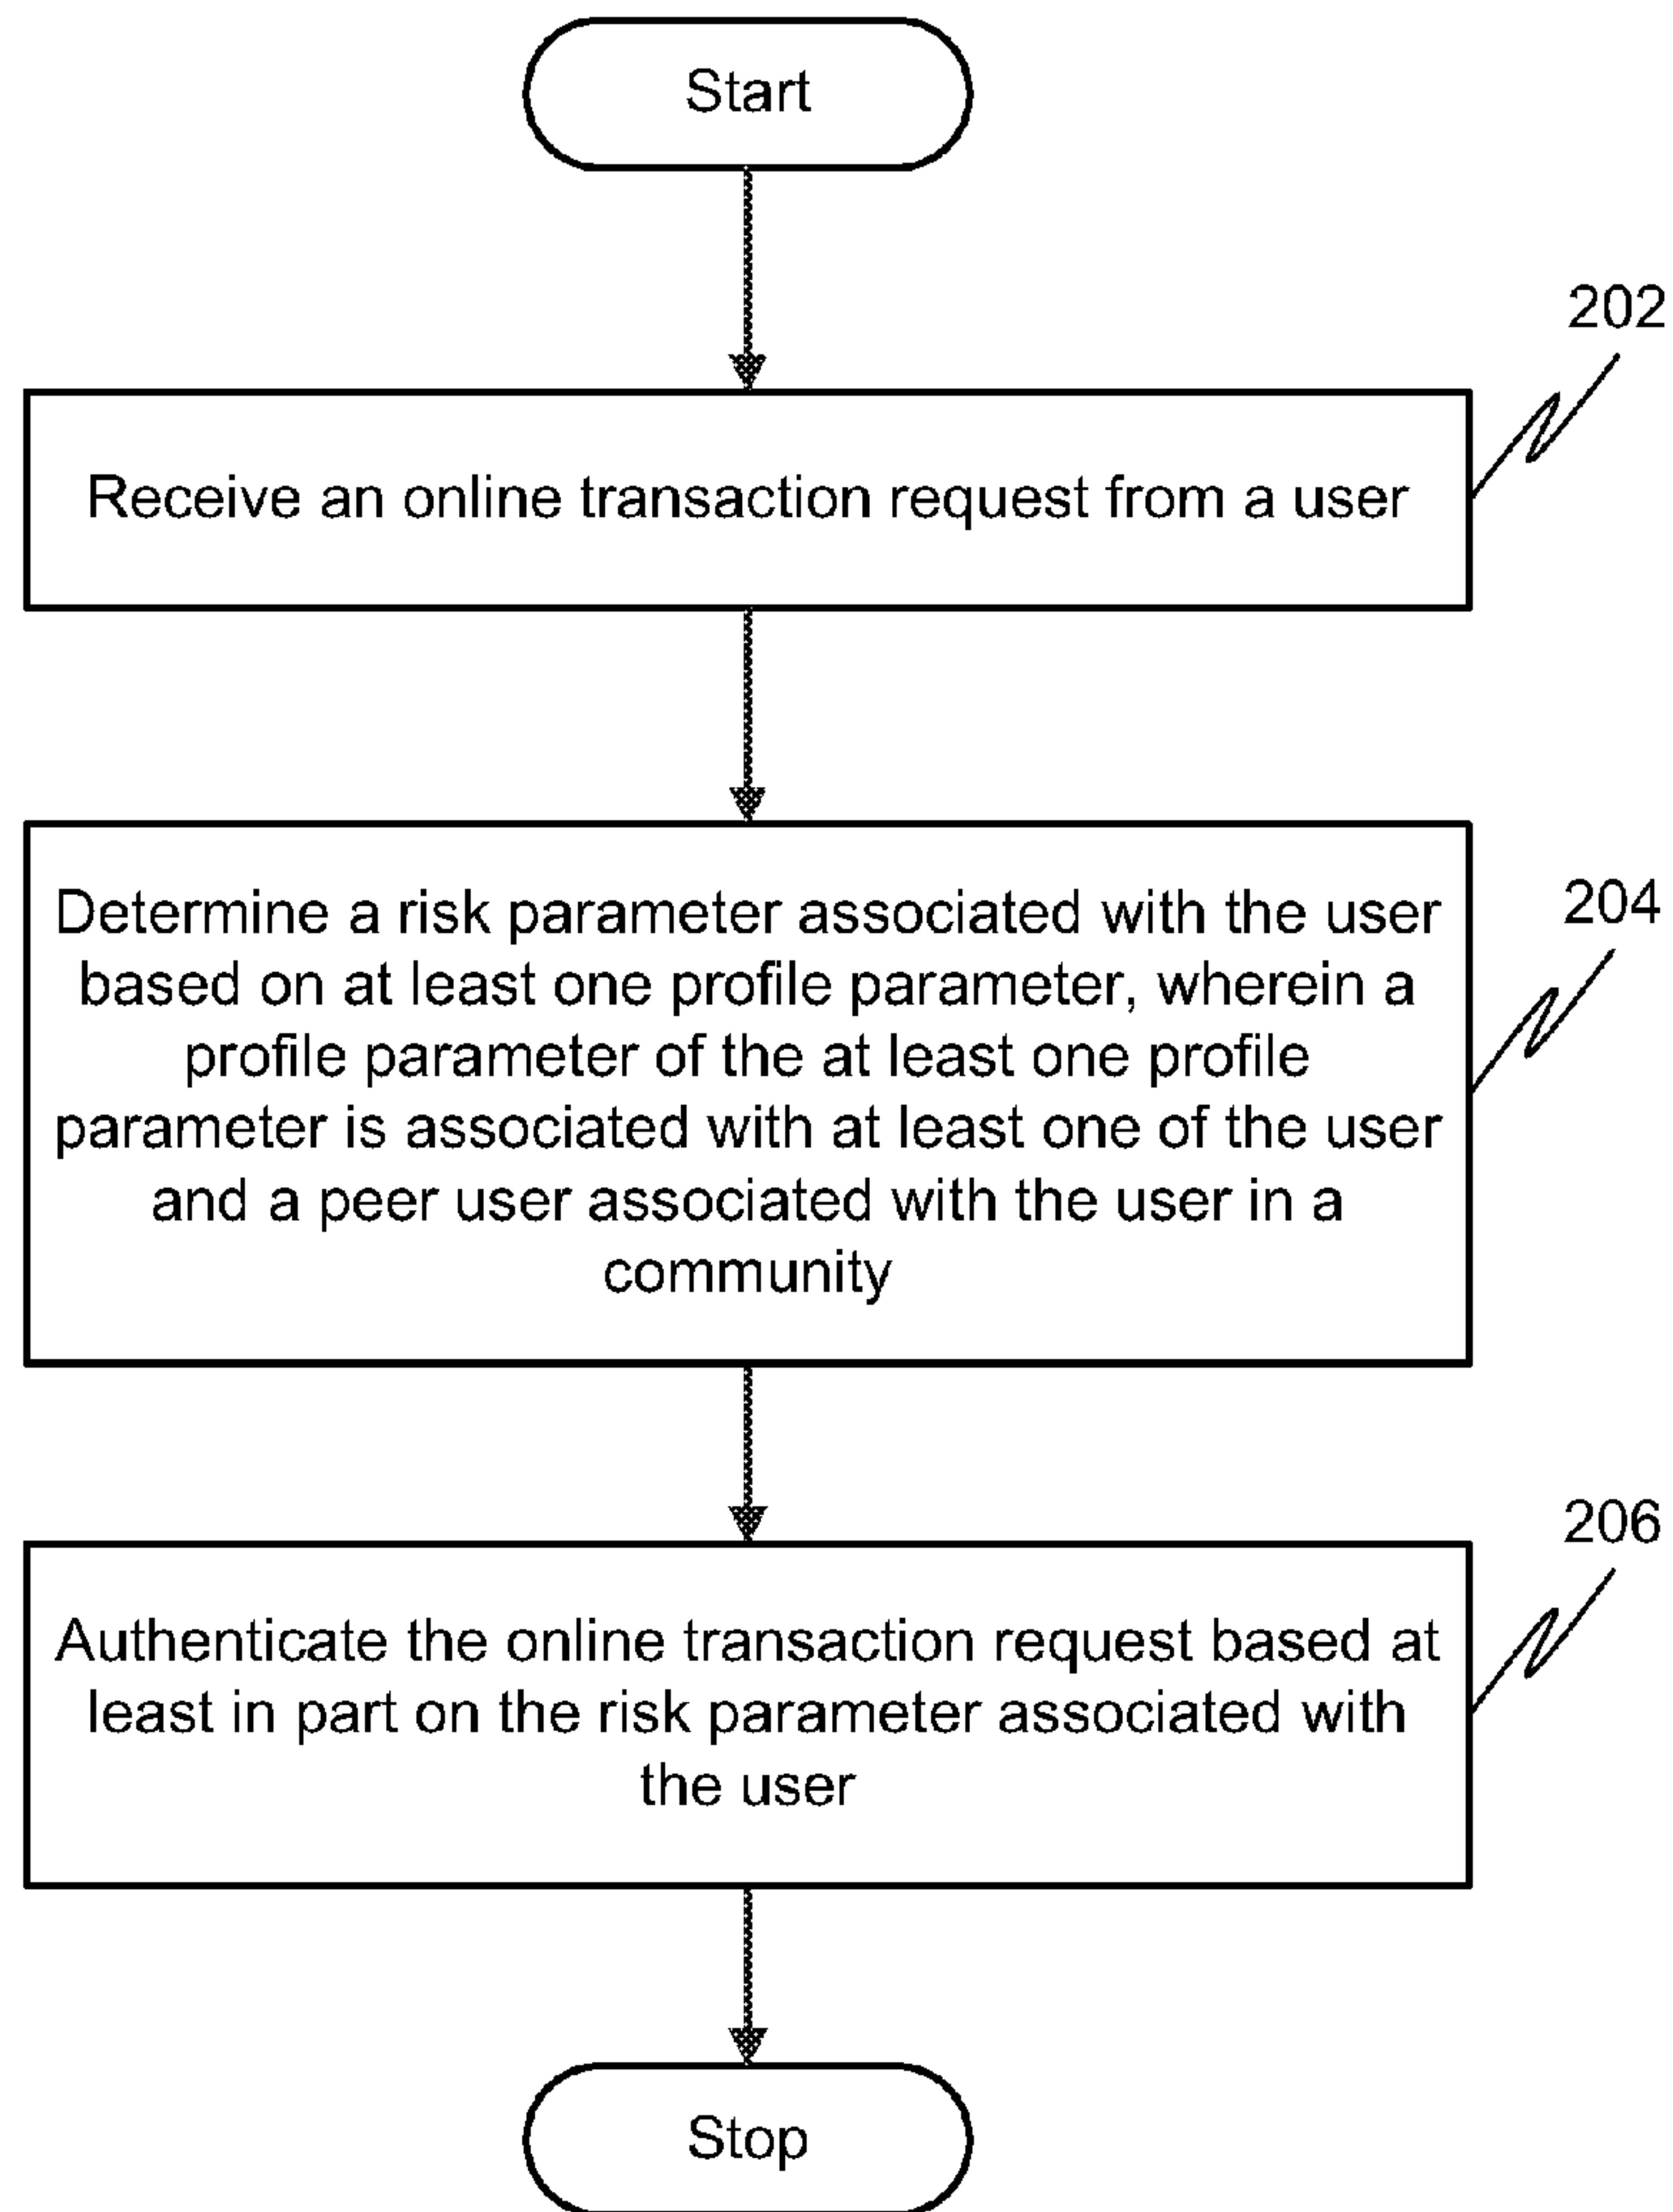 Start
202
Receive an online transaction request from a user
204
Determine a risk parameter associated with the user
based on at least one profile parameter, wherein a
profile parameter of the at least one profile
parameter is associated with at least one of the user
and a peer user associated with the user in a
community
206
Authenticate the online transaction request based at
least in part on the risk parameter associated with
the user
Stop